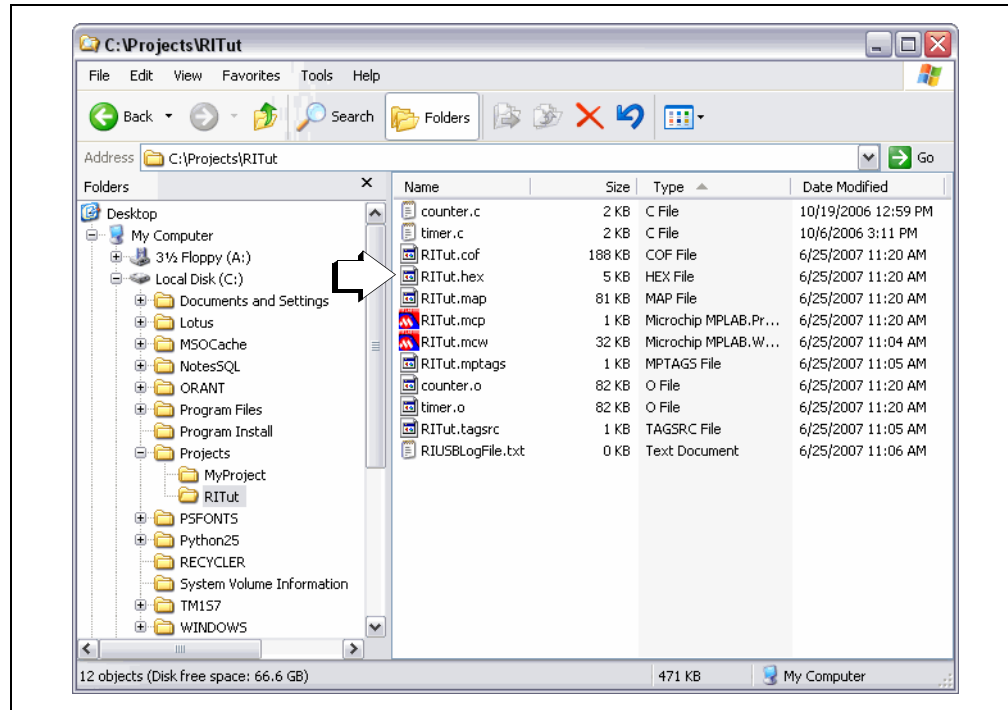 C:\Projects\RITut
File Edit View Favorites Tools Help
Back Search Folders
Address C:\Projects\RITut Go
Folders x
Desktop
My Computer
3½ Floppy (A:)
Local Disk (C:)
Documents and Settings
Lotus
MSOCache
NotesSQL
ORANT
Program Files
Program Install
Projects
MyProject
RITut
PSFONTS
Python25
RECYCLER
System Volume Information
TM1S7
WINDOWS
Name Size Type Date Modified
counter.c 2 KB C File 10/19/2006 12:59 PM
timer.c 2 KB C File 10/6/2006 3:11 PM
RITut.cof 188 KB COF File 6/25/2007 11:20 AM
RITut.hex 5 KB HEX File 6/25/2007 11:20 AM
RITut.map 81 KB MAP File 6/25/2007 11:20 AM
RITut.mcp 1 KB Microchip MPLAB.Pr... 6/25/2007 11:20 AM
RITut.mcw 32 KB Microchip MPLAB.W... 6/25/2007 11:04 AM
RITut.mptags 1 KB MPTAGS File 6/25/2007 11:05 AM
counter.o 82 KB O File 6/25/2007 11:20 AM
timer.o 82 KB O File 6/25/2007 11:20 AM
RITut.tagsrc 1 KB TAGSRC File 6/25/2007 11:05 AM
RIUSBLogFile.txt 0 KB Text Document 6/25/2007 11:06 AM
12 objects (Disk free space: 66.6 GB) 471 KB My Computer